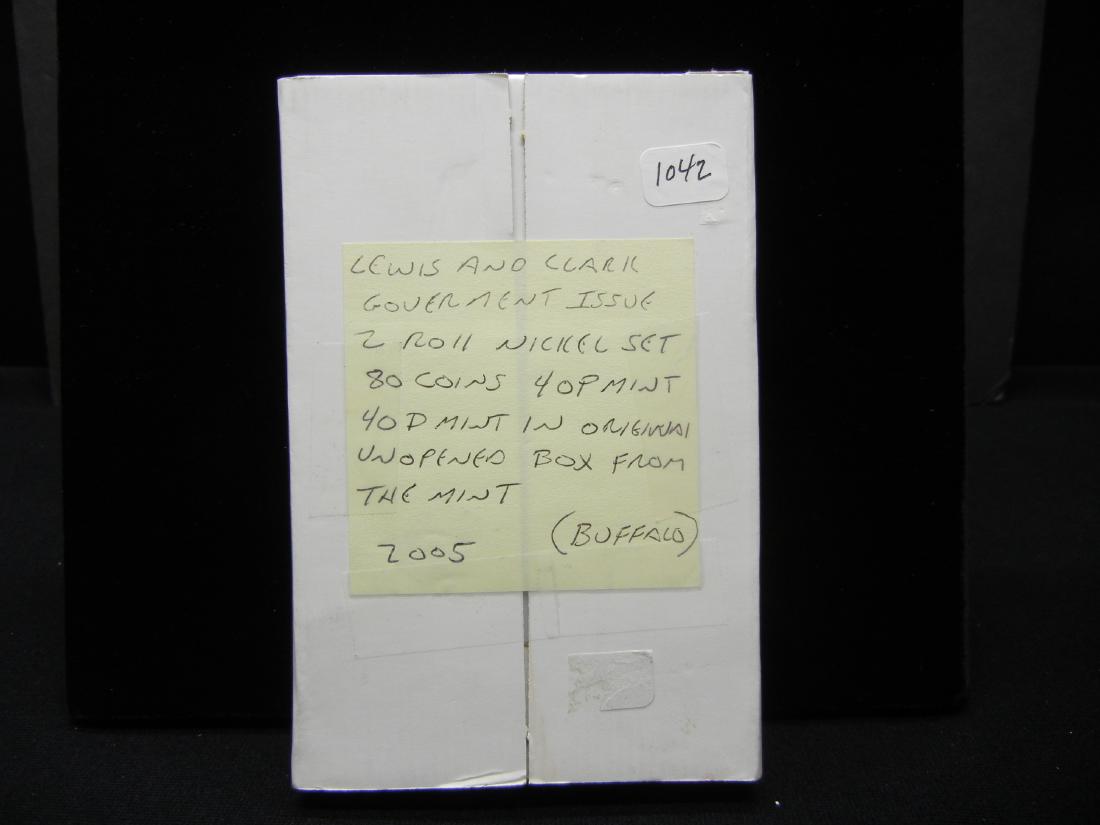 1042
LEWIS AND CLARK
GOVERMENT ISSUE
2 ROll NICKEL SET
80 COINS 40P MINT
40 D MINT IN ORIGINAl
UNOPENED BOX FROM
THE MINT
2005 (BUFFALO)